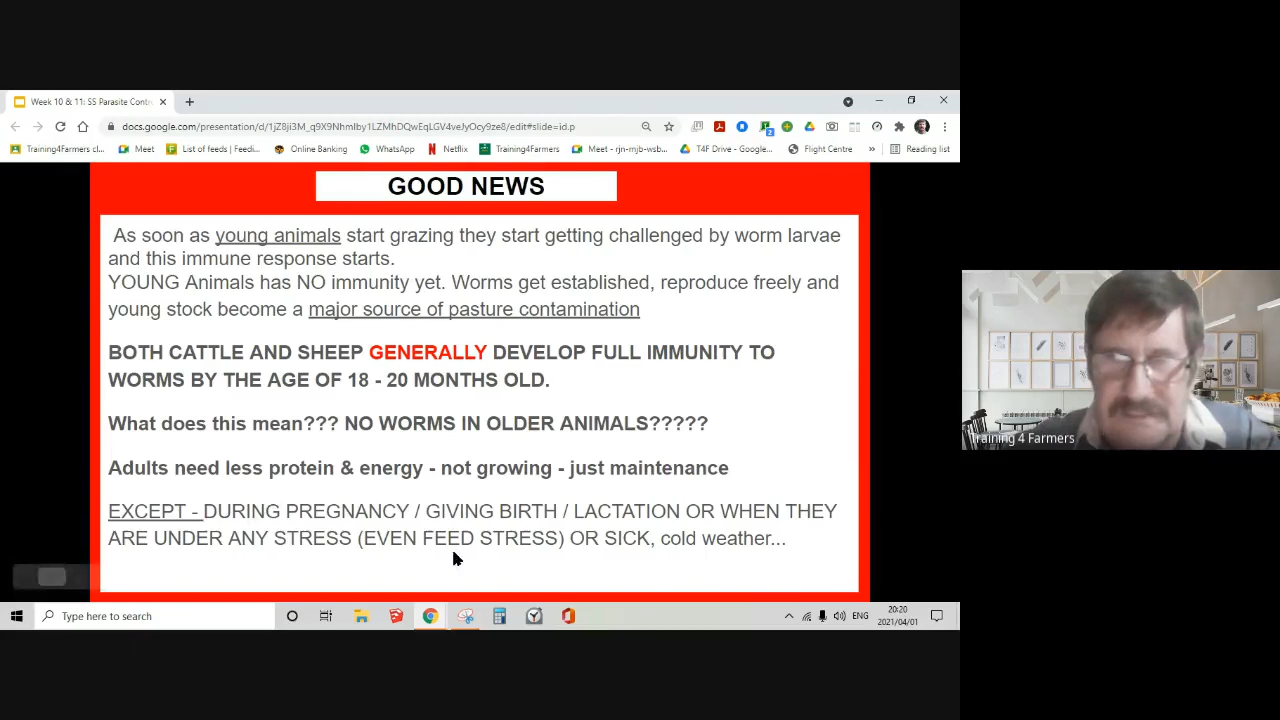 Week 10 & 11: SS Parasite Contr
docs.google.com/presentation/d/1jZ8ji3M_q9X9NhmIby1LZMhDQwEqLGV4veJyOcy9ze8/edit#slide=id.p
Training4Farmers cl...
Meet
List of feeds | Feedi...
Online Banking
WhatsApp
Netflix
Training4Farmers
Meet - rjn-mjb-wsb...
T4F Drive - Google...
Flight Centre
»
Reading list
GOOD NEWS
As soon as young animals start grazing they start getting challenged by worm larvae
and this immune response starts.
YOUNG Animals has NO immunity yet. Worms get established, reproduce freely and
young stock become a major source of pasture contamination
BOTH CATTLE AND SHEEP GENERALLY DEVELOP FULL IMMUNITY TO
WORMS BY THE AGE OF 18 - 20 MONTHS OLD.
What does this mean??? NO WORMS IN OLDER ANIMALS?????
Adults need less protein & energy - not growing - just maintenance
EXCEPT - DURING PREGNANCY / GIVING BIRTH / LACTATION OR WHEN THEY
ARE UNDER ANY STRESS (EVEN FEED STRESS) OR SICK, cold weather...
Training 4 Farmers
Type here to search
ENG
20:20
2021/04/01